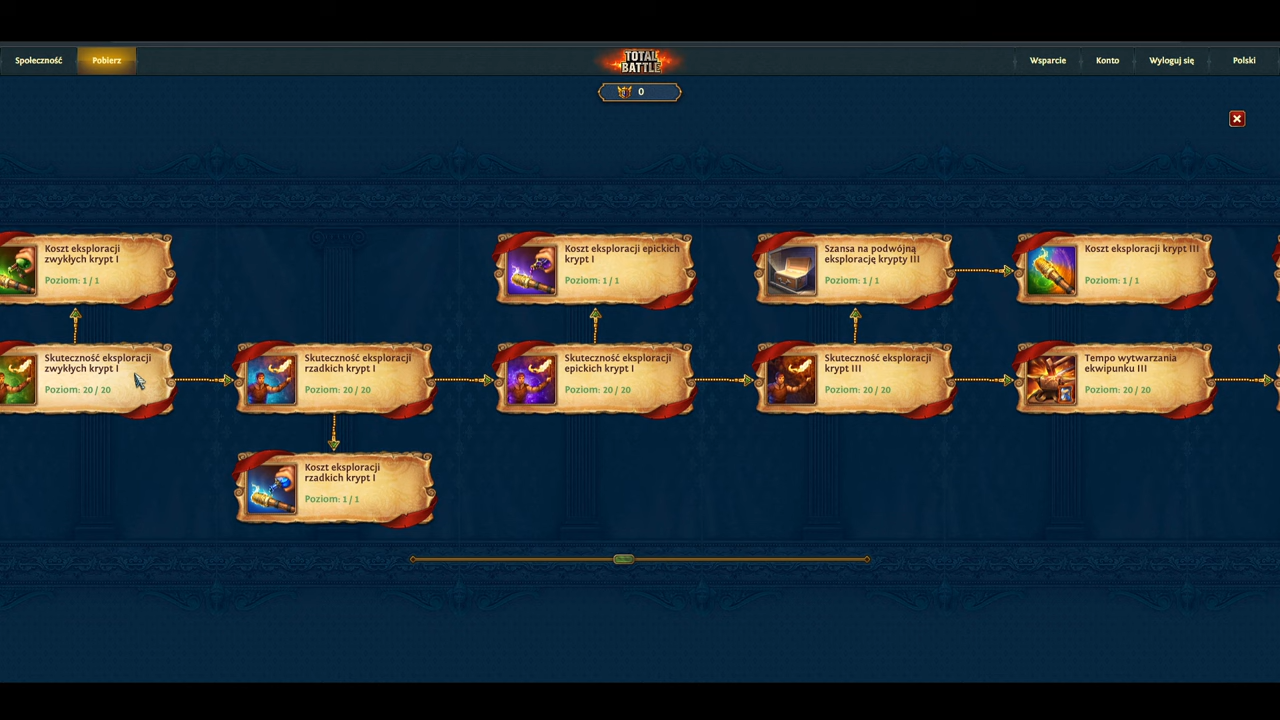 Społeczność
Pobierz
TOTAL
BATTLE
Wsparcie
Konto
Wyloguj się
Polski
0
Koszt eksploracji
zwykłych krypt I
Poziom: 1 / 1
Koszt eksploracji epickich
krypt I
Poziom: 1 / 1
Szansa na podwójną
eksplorację krypty III
Poziom: 1 / 1
Koszt eksploracji krypt III
Poziom: 1 / 1
Skuteczność eksploracji
zwykłych krypt I
Poziom: 20 / 20
Skuteczność eksploracji
rzadkich krypt I
Poziom: 20 / 20
Skuteczność eksploracji
epickich krypt I
Poziom: 20 / 20
Skuteczność eksploracji
krypt III
Poziom: 20 / 20
Tempo wytwarzania
ekwipunku III
Poziom: 20 / 20
Koszt eksploracji
rzadkich krypt I
Poziom: 1 / 1